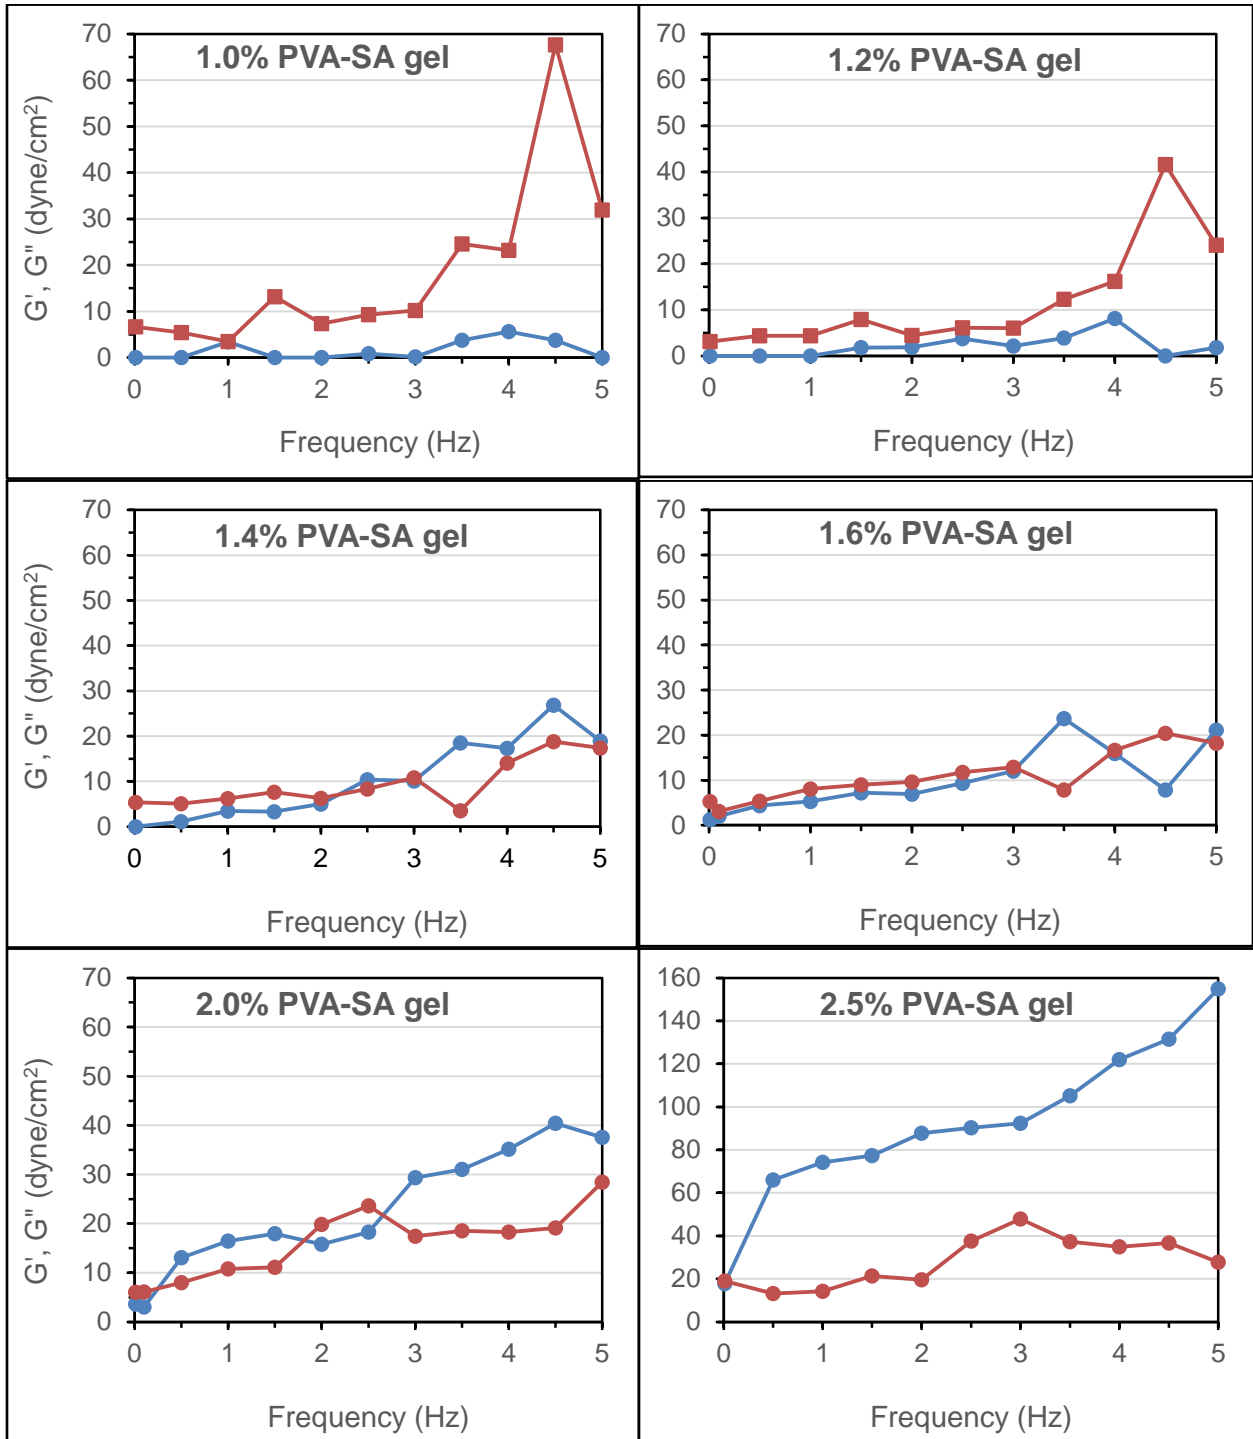 1.0% PVA-SA gel
G', G" (dyne/cm²)
70
60
50
40
30
20
10
0
0 1 2 3 4 5
Frequency (Hz)
1.2% PVA-SA gel
70
60
50
40
30
20
10
0
0 1 2 3 4 5
Frequency (Hz)
1.4% PVA-SA gel
G', G" (dyne/cm²)
70
60
50
40
30
20
10
0
0 1 2 3 4 5
Frequency (Hz)
1.6% PVA-SA gel
70
60
50
40
30
20
10
0
0 1 2 3 4 5
Frequency (Hz)
2.0% PVA-SA gel
G', G" (dyne/cm²)
70
60
50
40
30
20
10
0
0 1 2 3 4 5
Frequency (Hz)
2.5% PVA-SA gel
160
140
120
100
80
60
40
20
0
0 1 2 3 4 5
Frequency (Hz)